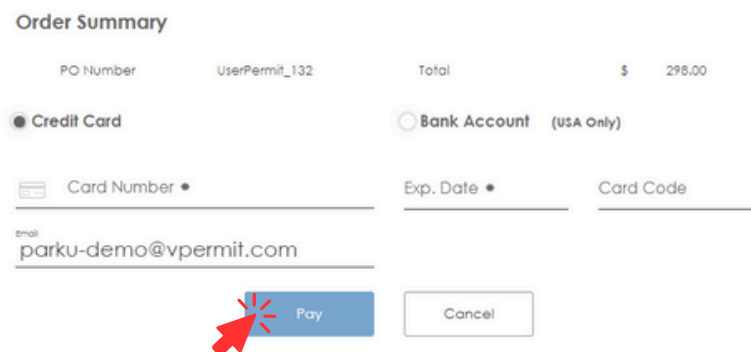 Order Summary
PO Number UserPermit_132 Total $ 298.00
Credit Card Bank Account (USA Only)
Card Number * Exp. Date * Card Code
Email
parku-demo@vpermit.com
Pay Cancel